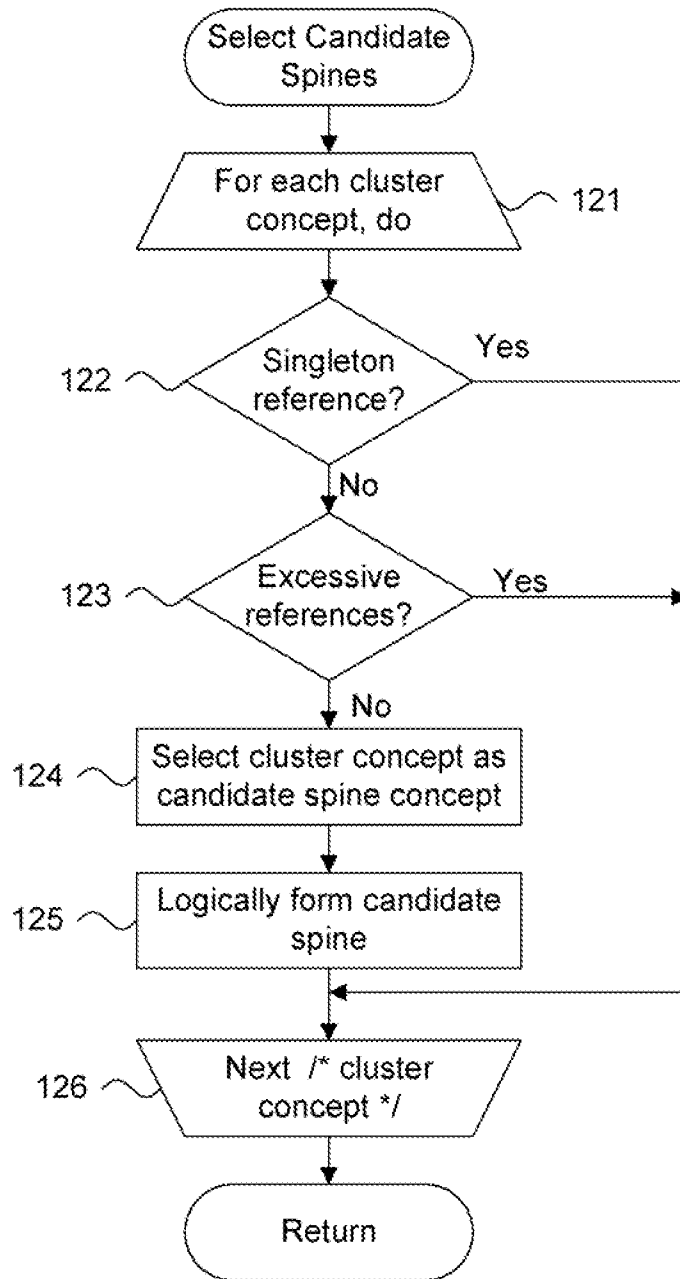 Select Candidate
Spines
For each cluster
concept, do
121
Singleton
reference?
122
Yes
No
Excessive
references?
123
Yes
No
Select cluster concept as
candidate spine concept
124
Logically form candidate
spine
125
Next /* cluster
concept */
126
Return